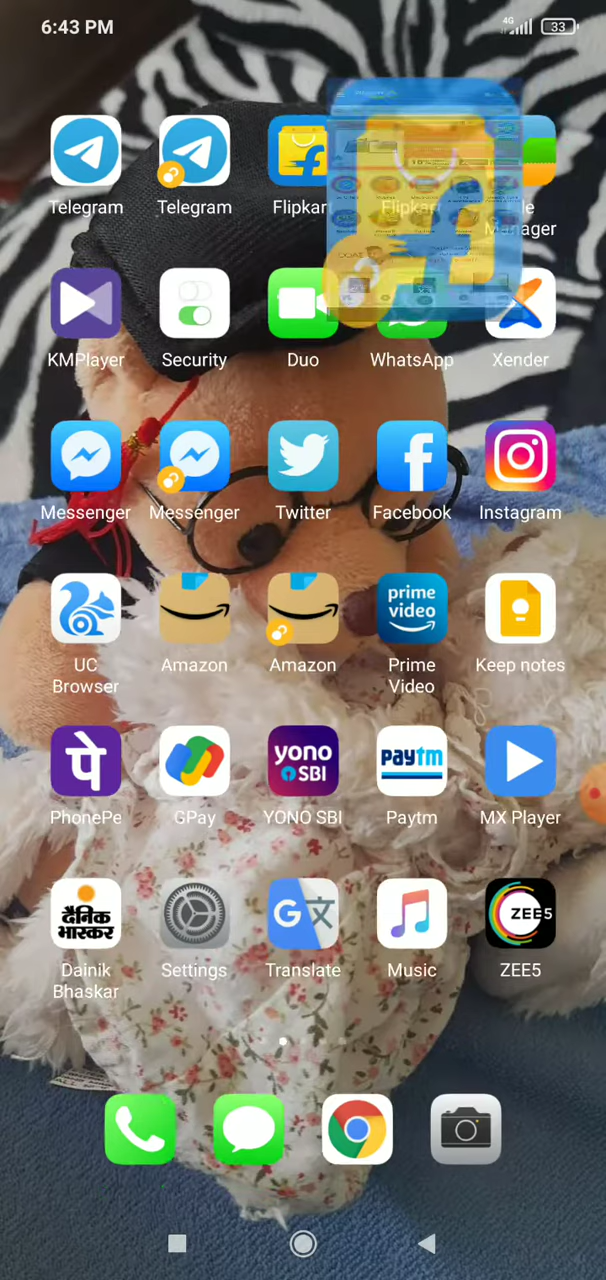 6:43 PM
4G
33
Telegram
Telegram
Flipkart
Flipkart
Manager
KMPlayer
Security
Duo
WhatsApp
Xender
Messenger
Messenger
Twitter
Facebook
Instagram
prime
video
UC
Browser
Amazon
Amazon
Prime
Video
Keep notes
पे
yono
SBI
paytm
PhonePe
GPay
YONO SBI
Paytm
MX Player
दैनिक
भास्कर
G文
ZEE5
Dainik
Bhaskar
Settings
Translate
Music
ZEE5